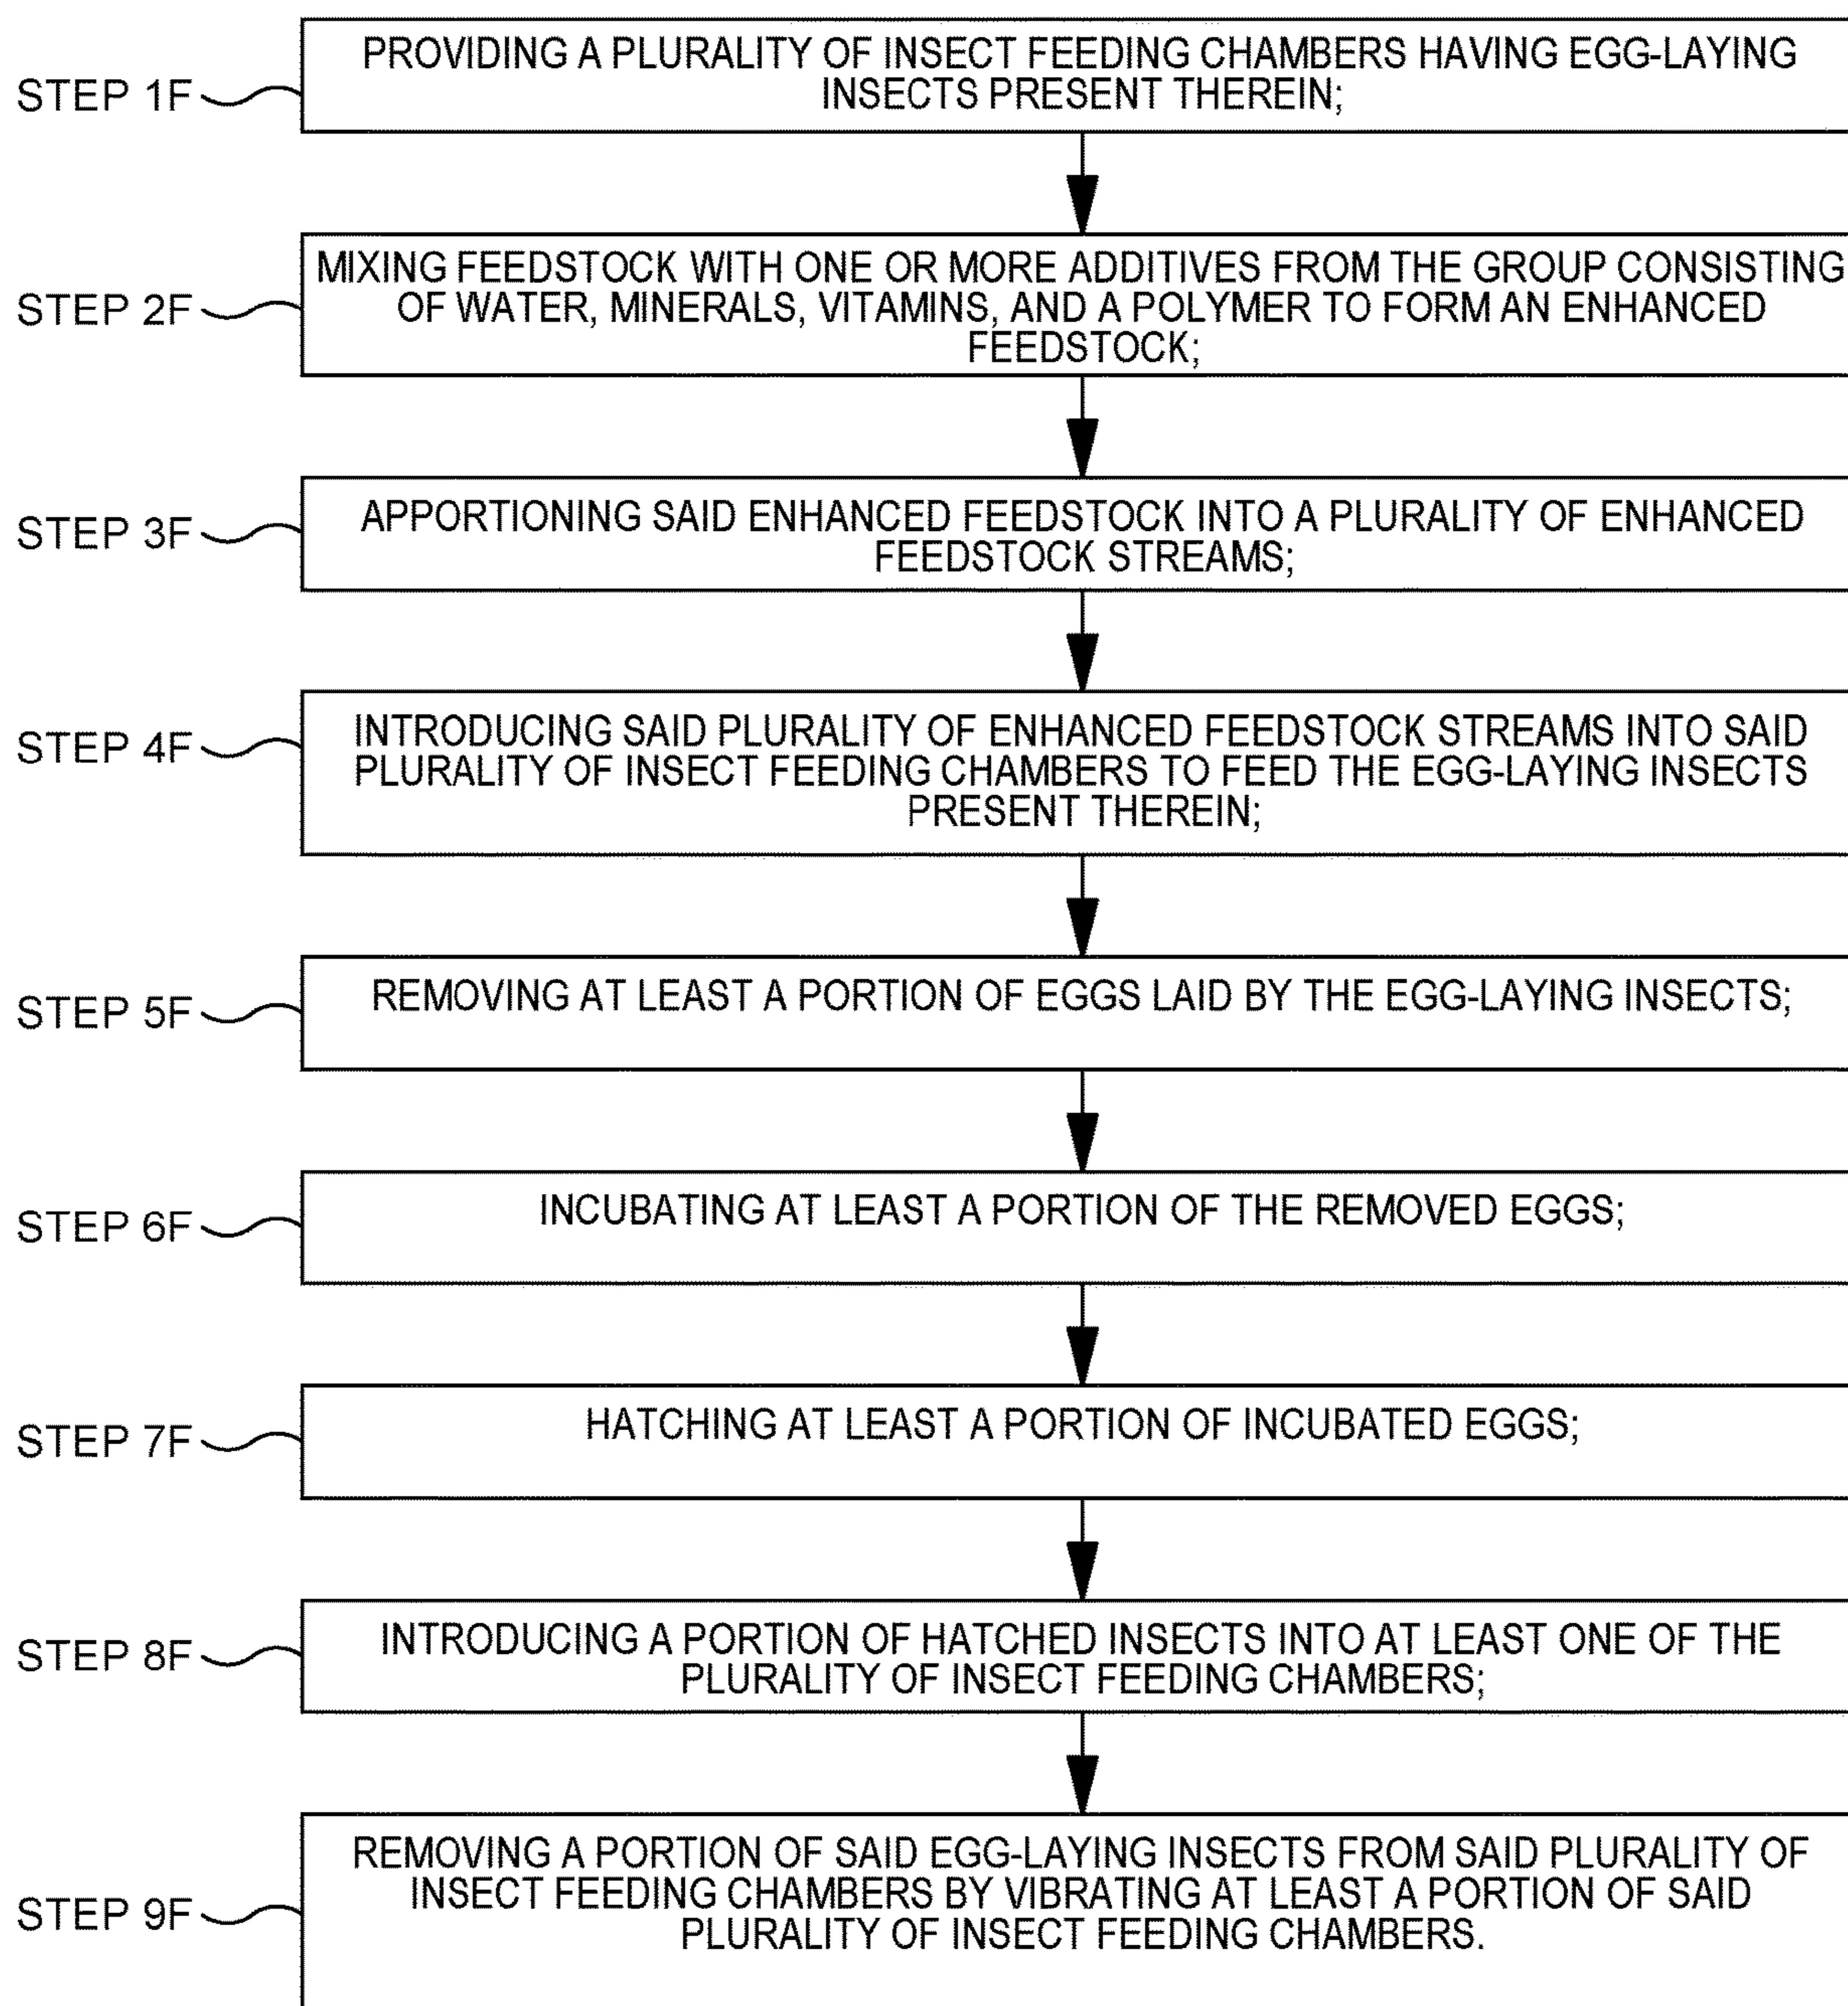 STEP 1F
PROVIDING A PLURALITY OF INSECT FEEDING CHAMBERS HAVING EGG-LAYING
INSECTS PRESENT THEREIN;
STEP 2F
MIXING FEEDSTOCK WITH ONE OR MORE ADDITIVES FROM THE GROUP CONSISTING
OF WATER, MINERALS, VITAMINS, AND A POLYMER TO FORM AN ENHANCED
FEEDSTOCK;
STEP 3F
APPORTIONING SAID ENHANCED FEEDSTOCK INTO A PLURALITY OF ENHANCED
FEEDSTOCK STREAMS;
STEP 4F
INTRODUCING SAID PLURALITY OF ENHANCED FEEDSTOCK STREAMS INTO SAID
PLURALITY OF INSECT FEEDING CHAMBERS TO FEED THE EGG-LAYING INSECTS
PRESENT THEREIN;
STEP 5F
REMOVING AT LEAST A PORTION OF EGGS LAID BY THE EGG-LAYING INSECTS;
STEP 6F
INCUBATING AT LEAST A PORTION OF THE REMOVED EGGS;
STEP 7F
HATCHING AT LEAST A PORTION OF INCUBATED EGGS;
STEP 8F
INTRODUCING A PORTION OF HATCHED INSECTS INTO AT LEAST ONE OF THE
PLURALITY OF INSECT FEEDING CHAMBERS;
STEP 9F
REMOVING A PORTION OF SAID EGG-LAYING INSECTS FROM SAID PLURALITY OF
INSECT FEEDING CHAMBERS BY VIBRATING AT LEAST A PORTION OF SAID
PLURALITY OF INSECT FEEDING CHAMBERS.